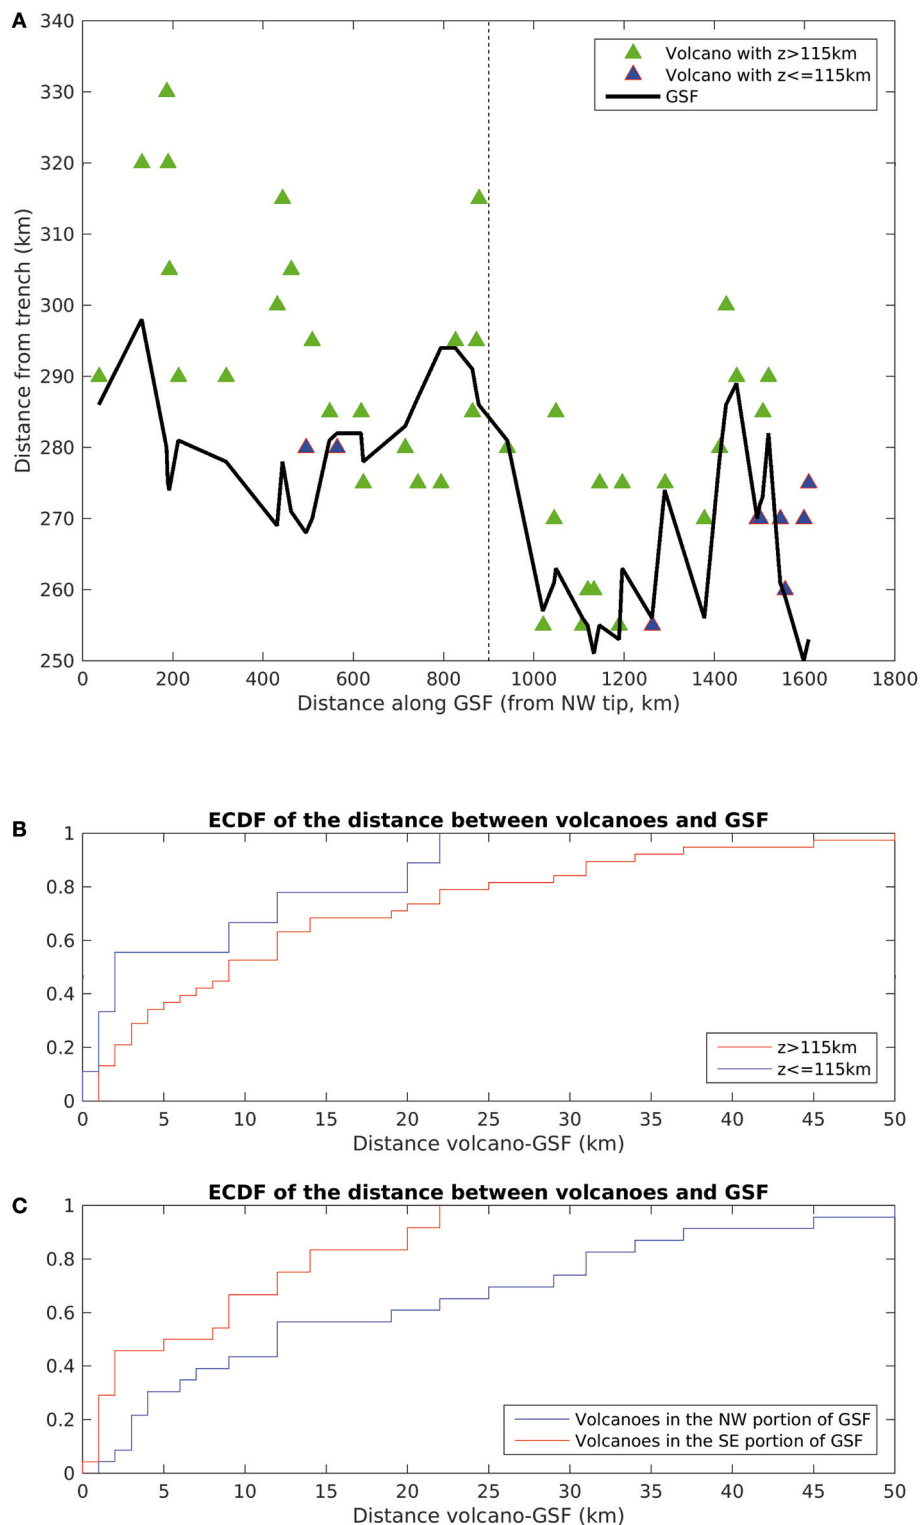 A
340
330
320
310
300
290
280
270
260
250
Distance from trench (km)
Volcano with z>115km
Volcano with z<=115km
GSF
0 200 400 600 800 1000 1200 1400 1600 1800
Distance along GSF (from NW tip, km)
B
ECDF of the distance between volcanoes and GSF
1
0.8
0.6
0.4
0.2
0
z>115km
z<=115km
0 5 10 15 20 25 30 35 40 45 50
Distance volcano-GSF (km)
C
ECDF of the distance between volcanoes and GSF
1
0.8
0.6
0.4
0.2
0
Volcanoes in the NW portion of GSF
Volcanoes in the SE portion of GSF
0 5 10 15 20 25 30 35 40 45 50
Distance volcano-GSF (km)